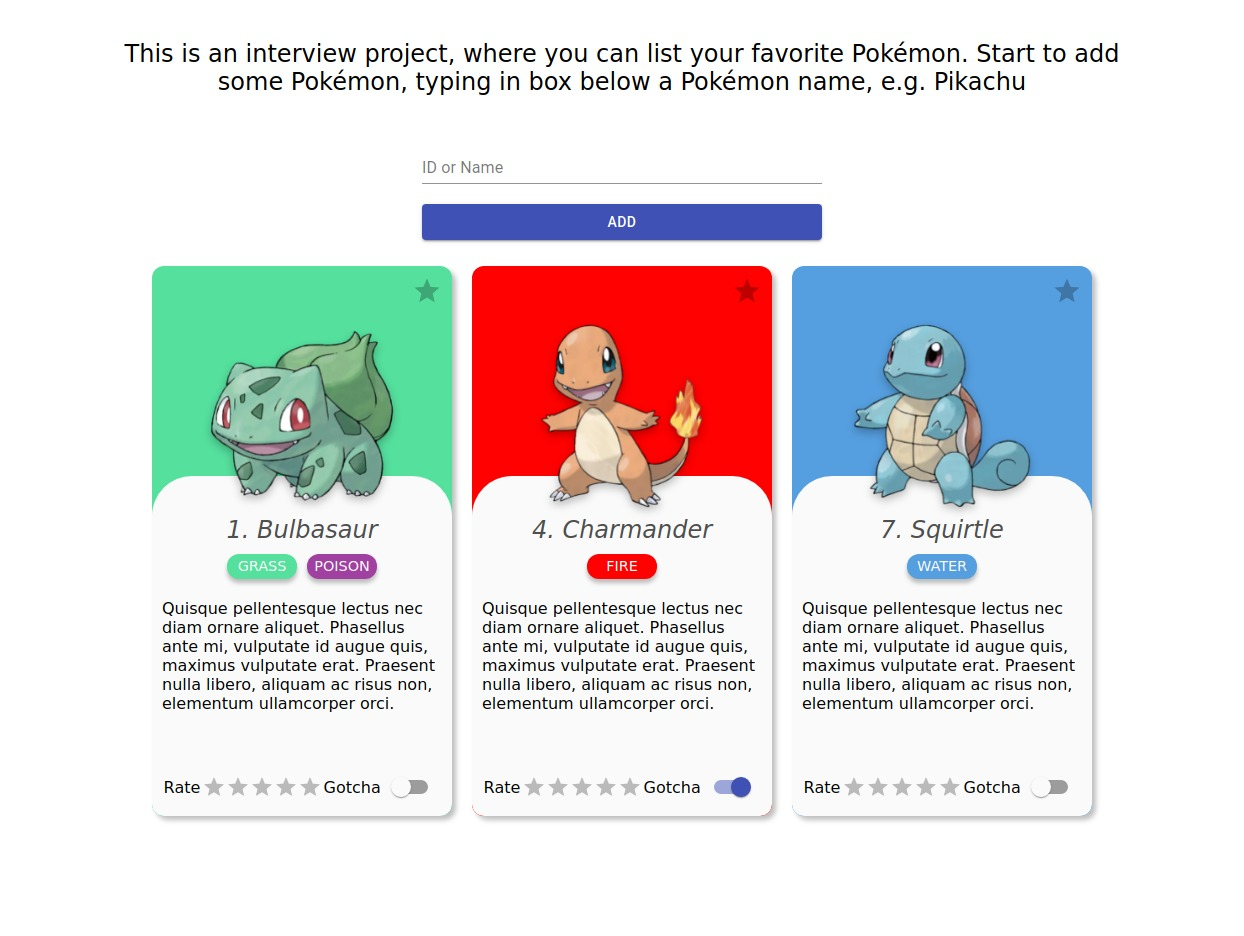 This is an interview project, where you can list your favorite Pokémon. Start to add
some Pokémon, typing in box below a Pokémon name, e.g. Pikachu
ID or Name
ADD
1. Bulbasaur
GRASS POISON
Quisque pellentesque lectus nec
diam ornare aliquet. Phasellus
ante mi, vulputate id augue quis,
maximus vulputate erat. Praesent
nulla libero, aliquam ac risus non,
elementum ullamcorper orci.
Rate Gotcha
4. Charmander
FIRE
Quisque pellentesque lectus nec
diam ornare aliquet. Phasellus
ante mi, vulputate id augue quis,
maximus vulputate erat. Praesent
nulla libero, aliquam ac risus non,
elementum ullamcorper orci.
Rate Gotcha
7. Squirtle
WATER
Quisque pellentesque lectus nec
diam ornare aliquet. Phasellus
ante mi, vulputate id augue quis,
maximus vulputate erat. Praesent
nulla libero, aliquam ac risus non,
elementum ullamcorper orci.
Rate Gotcha